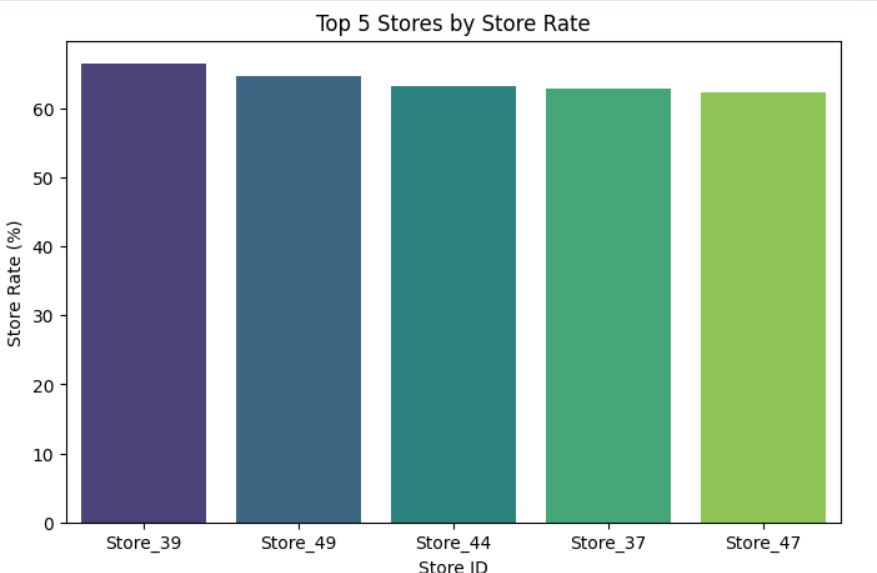 Top 5 Stores by Store Rate
Store Rate (%)
60
50
40
30
20
10
0
Store_39 Store_49 Store_44 Store_37 Store_47
Store ID